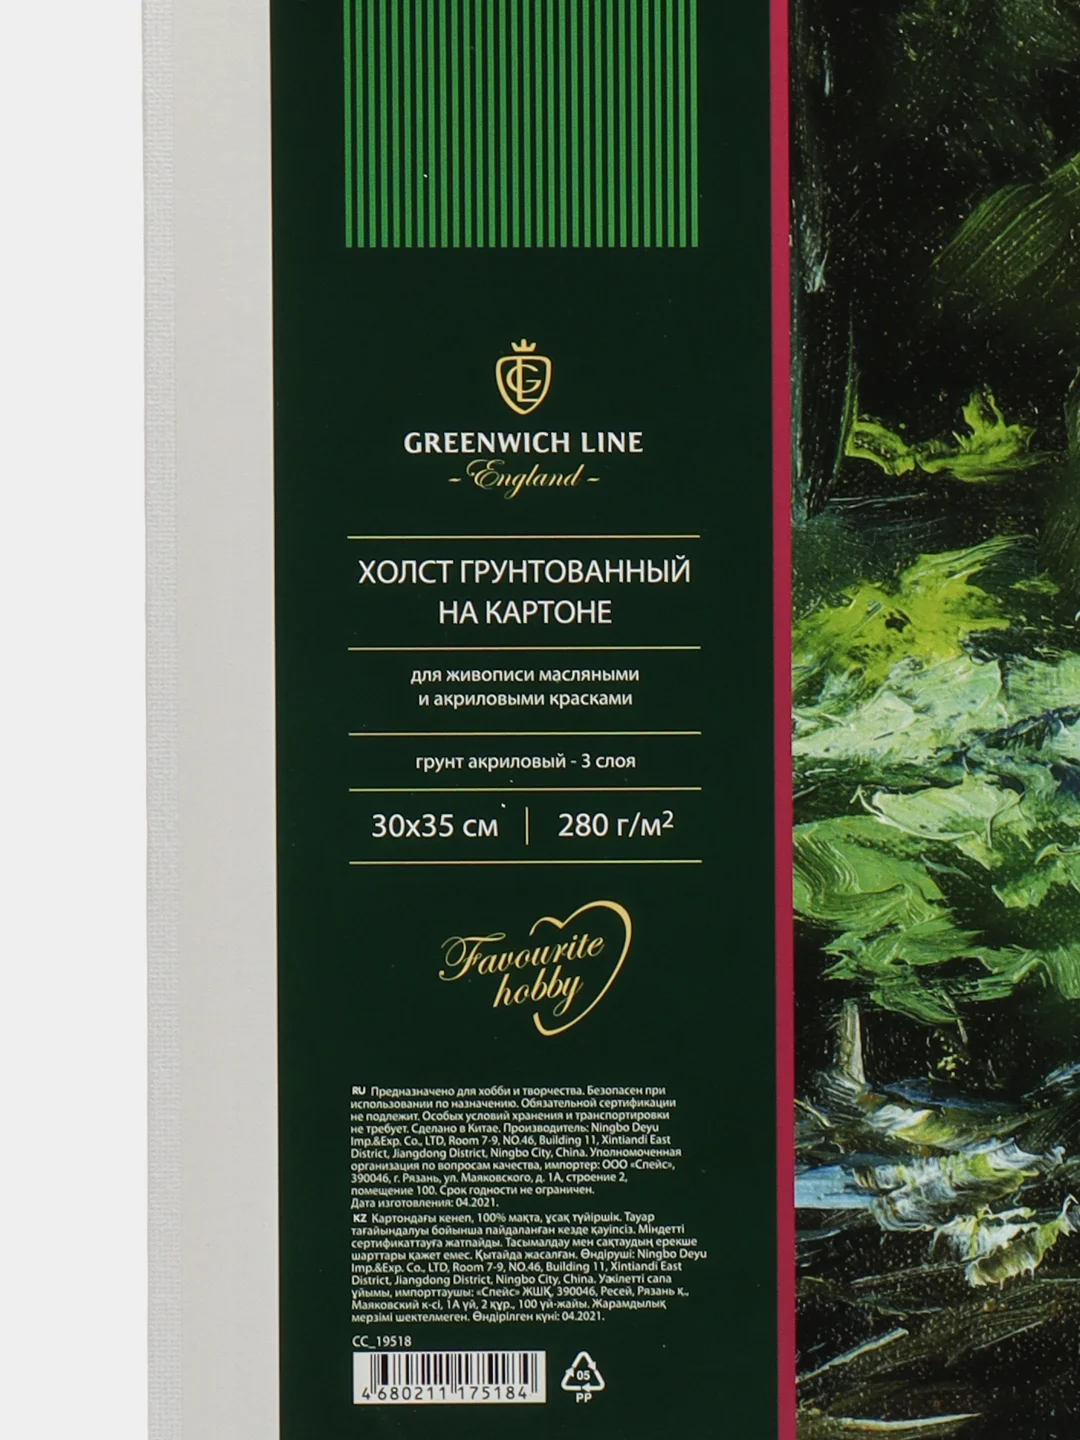 GL
GREENWICH LINE
- England -
ХОЛСТ ГРУНТОВАННЫЙ
НА КАРТОНЕ
для живописи масляными
и акриловыми красками
грунт акриловый - 3 слоя
30х35 см | 280 г/м²
Favourite
hobby
RU Предназначено для хобби и творчества. Безопасен при
использовании по назначению. Обязательной сертификации
не подлежит. Особых условий хранения и транспортировки
не требует. Сделано в Китае. Производитель: Ningbo Deyu
Imp.&Exp. Co., LTD, Room 7-9, NO.46, Building 11, Xintiandi East
District, Jiangdong District, Ningbo City, China. Уполномоченная
организация по вопросам качества, импортер: ООО «Спейс»,
390046, г. Рязань, ул. Маяковского, д. 1А, строение 2,
помещение 100. Срок годности не ограничен.
Дата изготовления: 04.2021.
KZ Картондағы кенеп, 100% мақта, ұсақ түйіршік. Тауар
тағайындалуы бойынша пайдаланған кезде қауіпсіз. Міндетті
сертификаттауға жатпайды. Тасымалдау мен сақтаудың ерекше
шарттары қажет емес. Қытайда жасалған. Өндіруші: Ningbo Deyu
Imp.&Exp. Co., LTD, Room 7-9, NO.46, Building 11, Xintiandi East
District, Jiangdong District, Ningbo City, China. Уәкілетті сапа
ұйымы, импорттаушы: «Спейс» ЖШҚ, 390046, Ресей, Рязань қ.,
Маяковский к-сі, 1А үй, 2 құр., 100 үй-жайы. Жарамдылық
мерзімі шектелмеген. Өндірілген күні: 04.2021.
CC_19518
4 680211 175184
05
PP